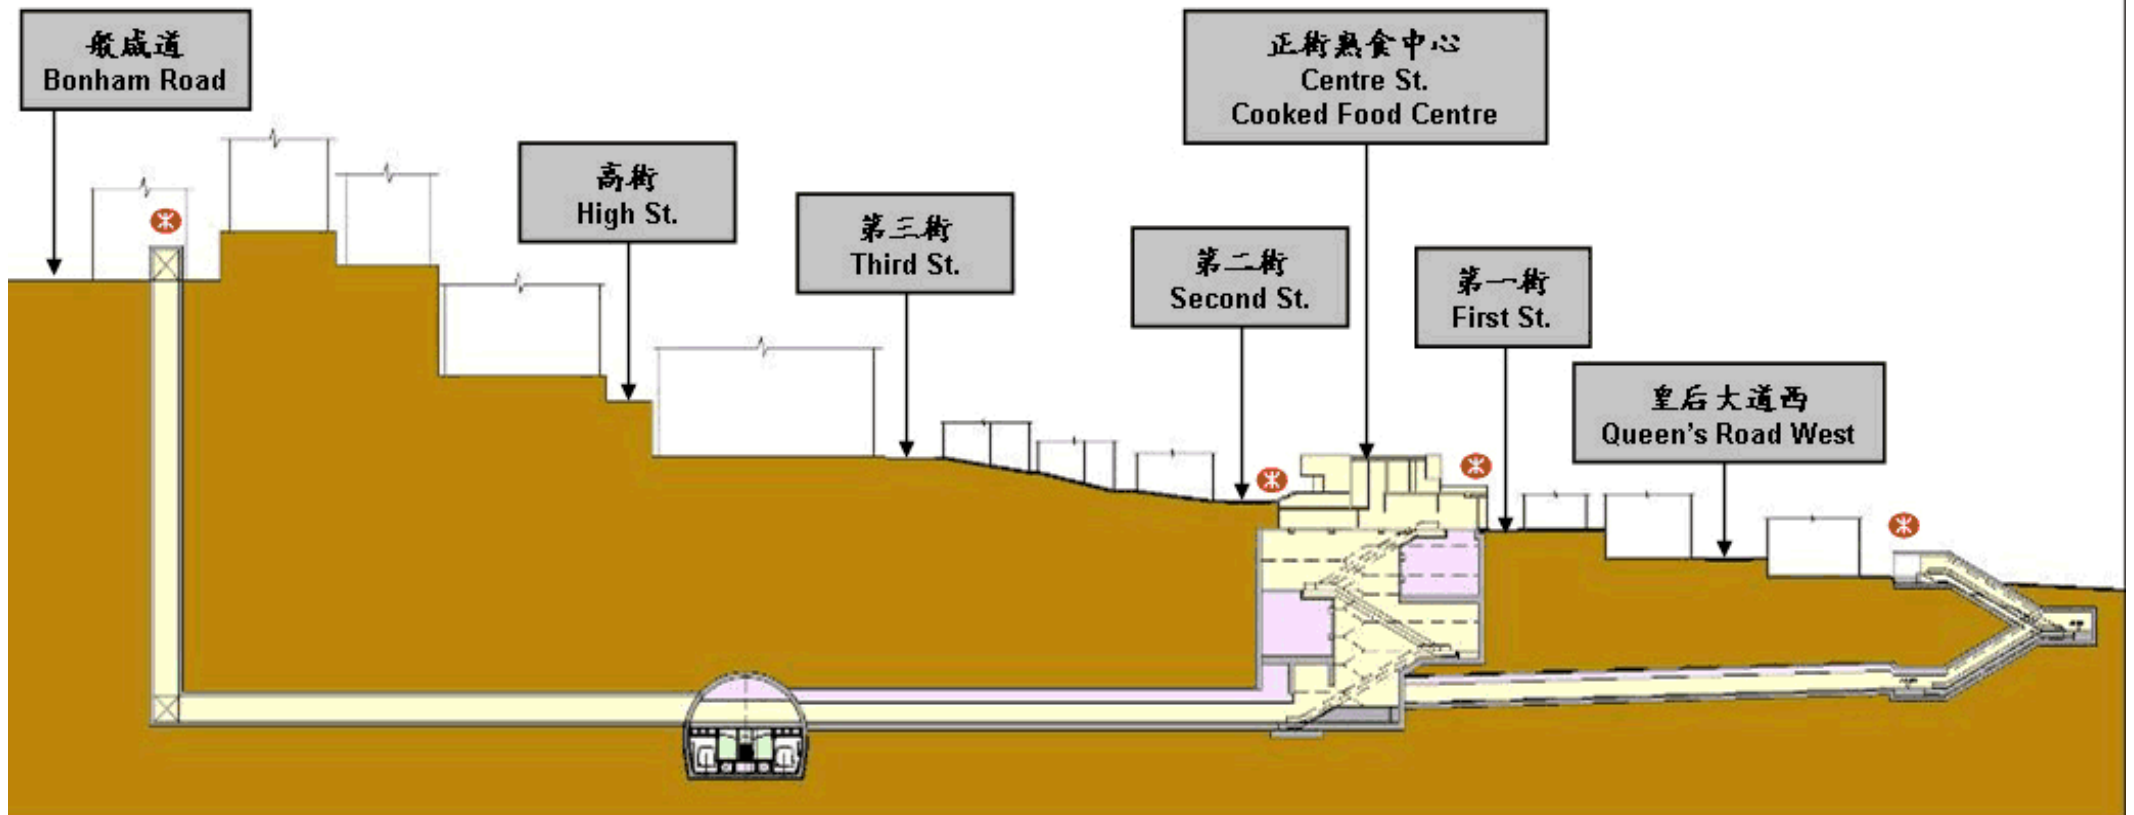 般咸道
Bonham Road
高街
High St.
第三街
Third St.
第二街
Second St.
正街熟食中心
Centre St.
Cooked Food Centre
第一街
First St.
皇后大道西
Queen's Road West